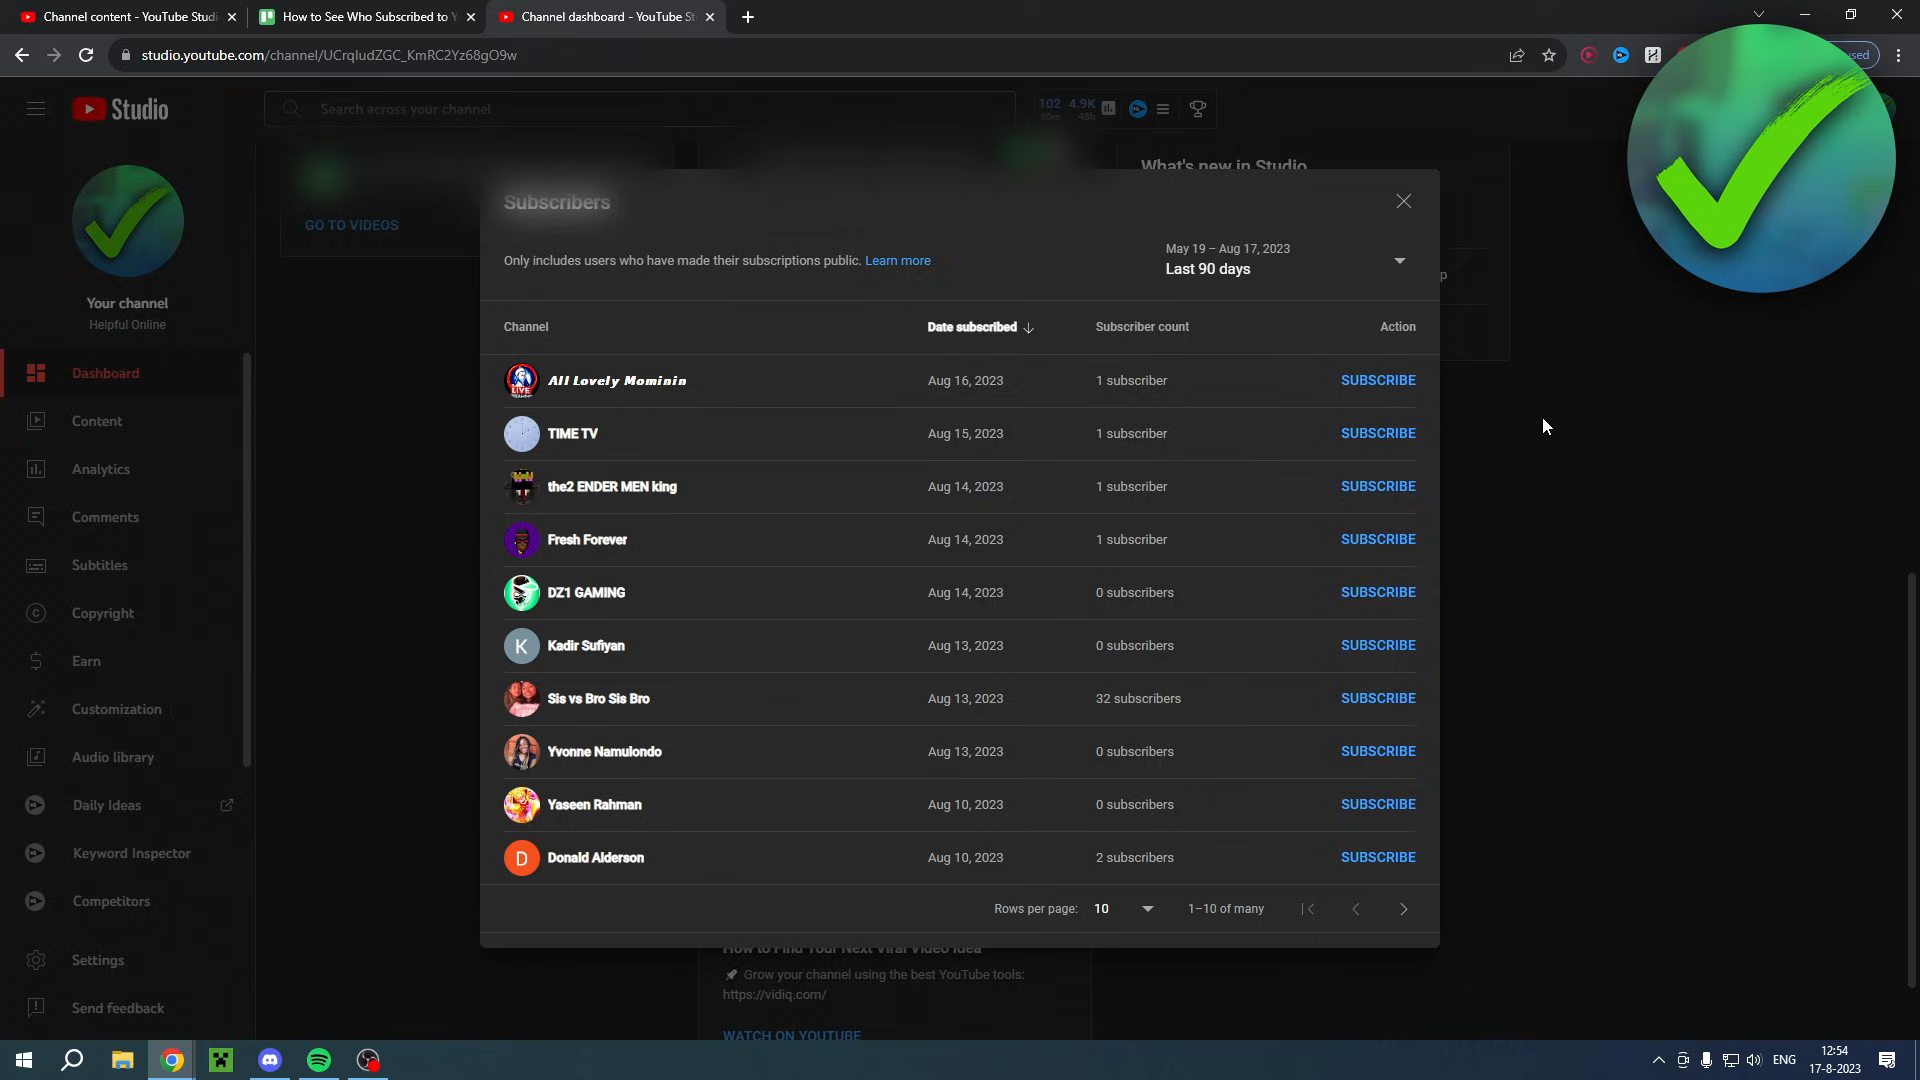 Channel content - YouTube Studi
How to See Who Subscribed to Y
Channel dashboard - YouTube St
studio.youtube.com/channel/UCrqIudZGC_KmRC2Yz68gO9w
Studio
Search across your channel
102 4.9K
60m 48h
What's new in Studio
GO TO VIDEOS
Your channel
Helpful Online
Dashboard
Content
Analytics
Comments
Subtitles
Copyright
Earn
Customization
Audio library
Daily Ideas
Keyword Inspector
Competitors
Settings
Send feedback
Subscribers
Only includes users who have made their subscriptions public. Learn more
May 19 – Aug 17, 2023
Last 90 days
Channel Date subscribed Subscriber count Action
All Lovely Mominin Aug 16, 2023 1 subscriber SUBSCRIBE
TIME TV Aug 15, 2023 1 subscriber SUBSCRIBE
the2 ENDER MEN king Aug 14, 2023 1 subscriber SUBSCRIBE
Fresh Forever Aug 14, 2023 1 subscriber SUBSCRIBE
DZ1 GAMING Aug 14, 2023 0 subscribers SUBSCRIBE
K Kadir Sufiyan Aug 13, 2023 0 subscribers SUBSCRIBE
Sis vs Bro Sis Bro Aug 13, 2023 32 subscribers SUBSCRIBE
Yvonne Namulondo Aug 13, 2023 0 subscribers SUBSCRIBE
Yaseen Rahman Aug 10, 2023 0 subscribers SUBSCRIBE
D Donald Alderson Aug 10, 2023 2 subscribers SUBSCRIBE
Rows per page: 10 1–10 of many
How to Find Your Next Viral Video Idea
Grow your channel using the best YouTube tools:
https://vidiq.com/
WATCH ON YOUTUBE
ENG
12:54
17-8-2023